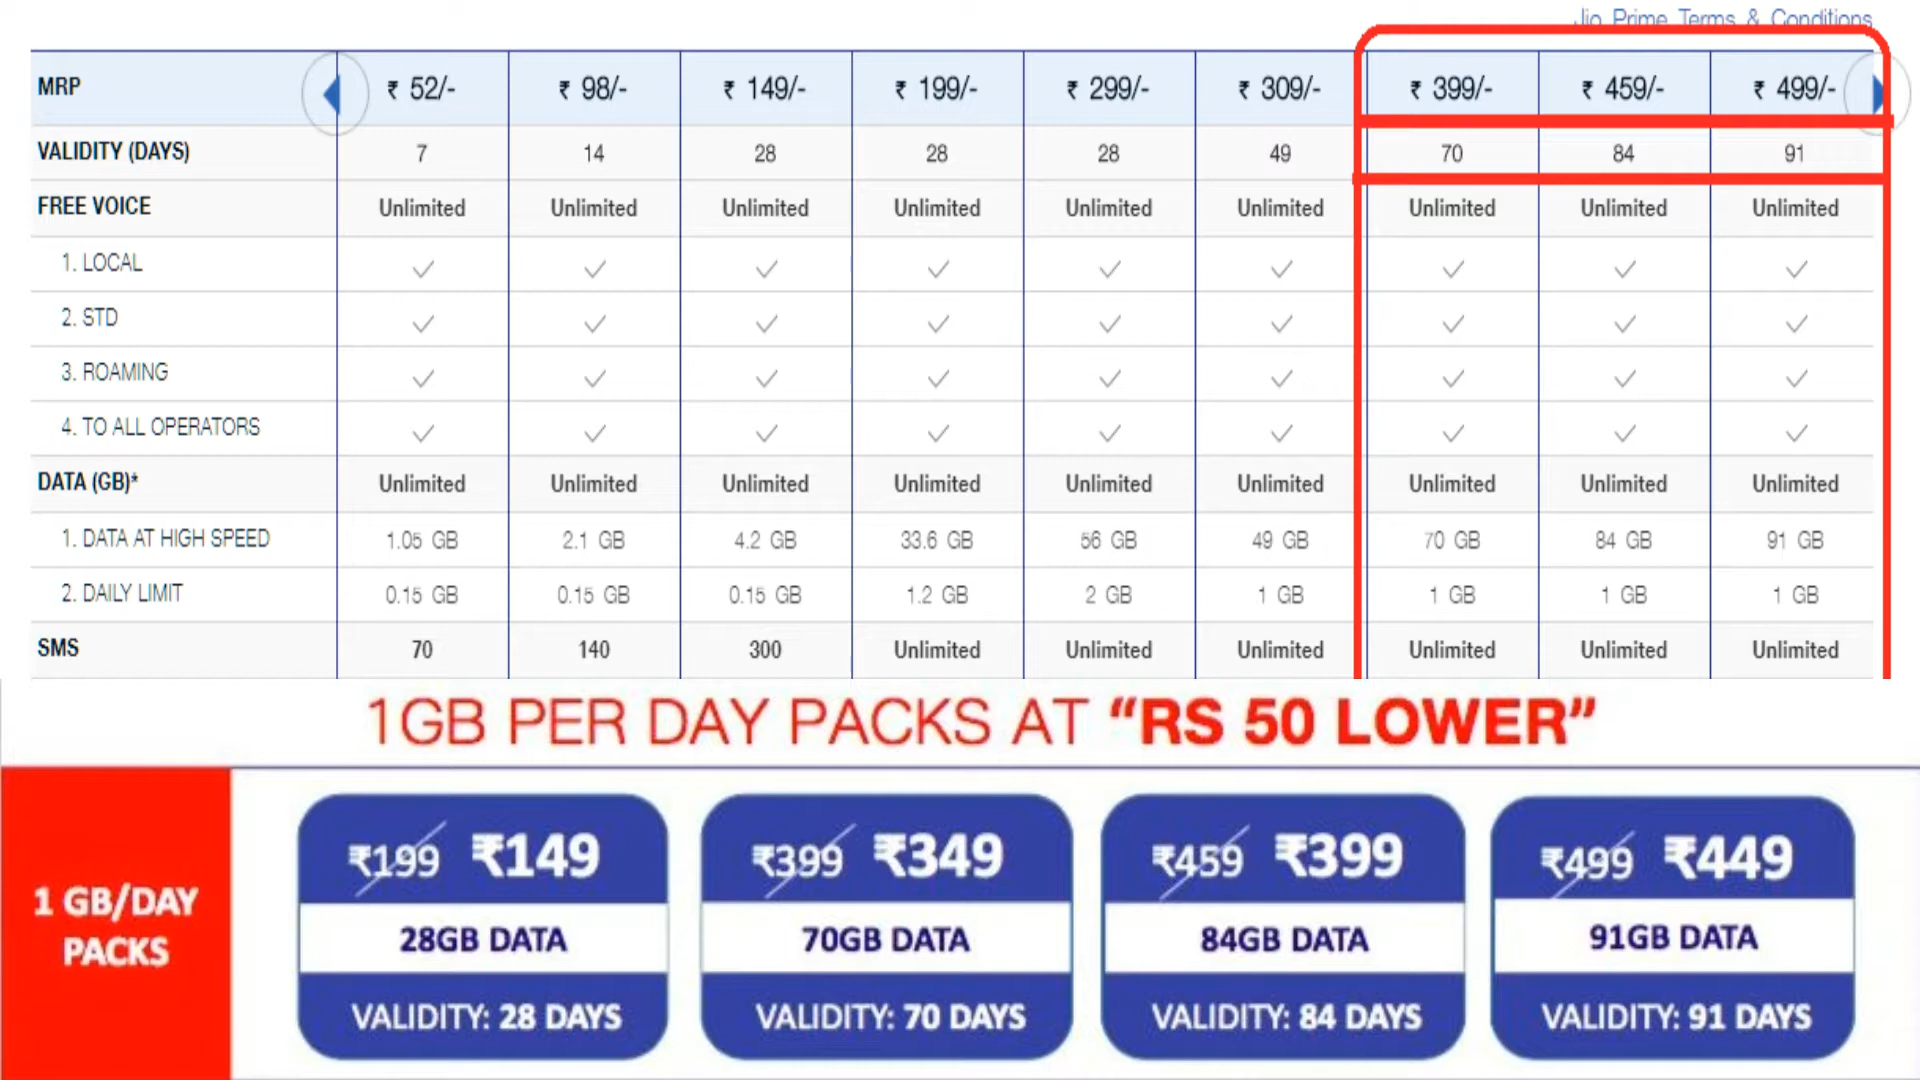 Jio Prime Terms & Conditions
MRP ₹ 52/- ₹ 98/- ₹ 149/- ₹ 199/- ₹ 299/- ₹ 309/- ₹ 399/- ₹ 459/- ₹ 499/-
VALIDITY (DAYS) 7 14 28 28 28 49 70 84 91
FREE VOICE Unlimited Unlimited Unlimited Unlimited Unlimited Unlimited Unlimited Unlimited Unlimited
1. LOCAL ✓ ✓ ✓ ✓ ✓ ✓ ✓ ✓ ✓
2. STD ✓ ✓ ✓ ✓ ✓ ✓ ✓ ✓ ✓
3. ROAMING ✓ ✓ ✓ ✓ ✓ ✓ ✓ ✓ ✓
4. TO ALL OPERATORS ✓ ✓ ✓ ✓ ✓ ✓ ✓ ✓ ✓
DATA (GB)* Unlimited Unlimited Unlimited Unlimited Unlimited Unlimited Unlimited Unlimited Unlimited
1. DATA AT HIGH SPEED 1.05 GB 2.1 GB 4.2 GB 33.6 GB 56 GB 49 GB 70 GB 84 GB 91 GB
2. DAILY LIMIT 0.15 GB 0.15 GB 0.15 GB 1.2 GB 2 GB 1 GB 1 GB 1 GB 1 GB
SMS 70 140 300 Unlimited Unlimited Unlimited Unlimited Unlimited Unlimited
1GB PER DAY PACKS AT “RS 50 LOWER”
1 GB/DAY
PACKS
₹199 ₹149
28GB DATA
VALIDITY: 28 DAYS
₹399 ₹349
70GB DATA
VALIDITY: 70 DAYS
₹459 ₹399
84GB DATA
VALIDITY: 84 DAYS
₹499 ₹449
91GB DATA
VALIDITY: 91 DAYS